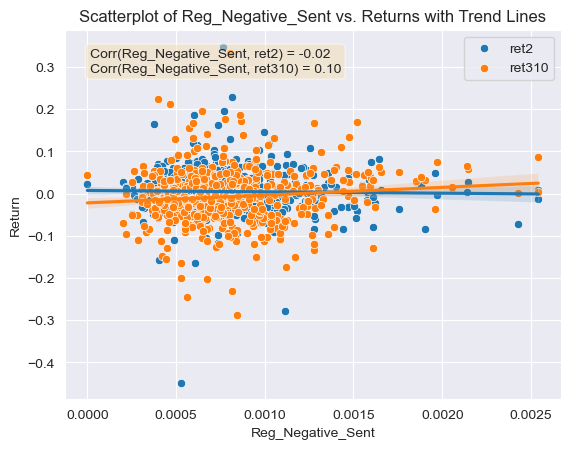 Scatterplot of Reg_Negative_Sent vs. Returns with Trend Lines
Corr(Reg_Negative_Sent, ret2) = -0.02
Corr(Reg_Negative_Sent, ret310) = 0.10
ret2
ret310
Return
0.3
0.2
0.1
0.0
−0.1
−0.2
−0.3
−0.4
0.0000 0.0005 0.0010 0.0015 0.0020 0.0025
Reg_Negative_Sent